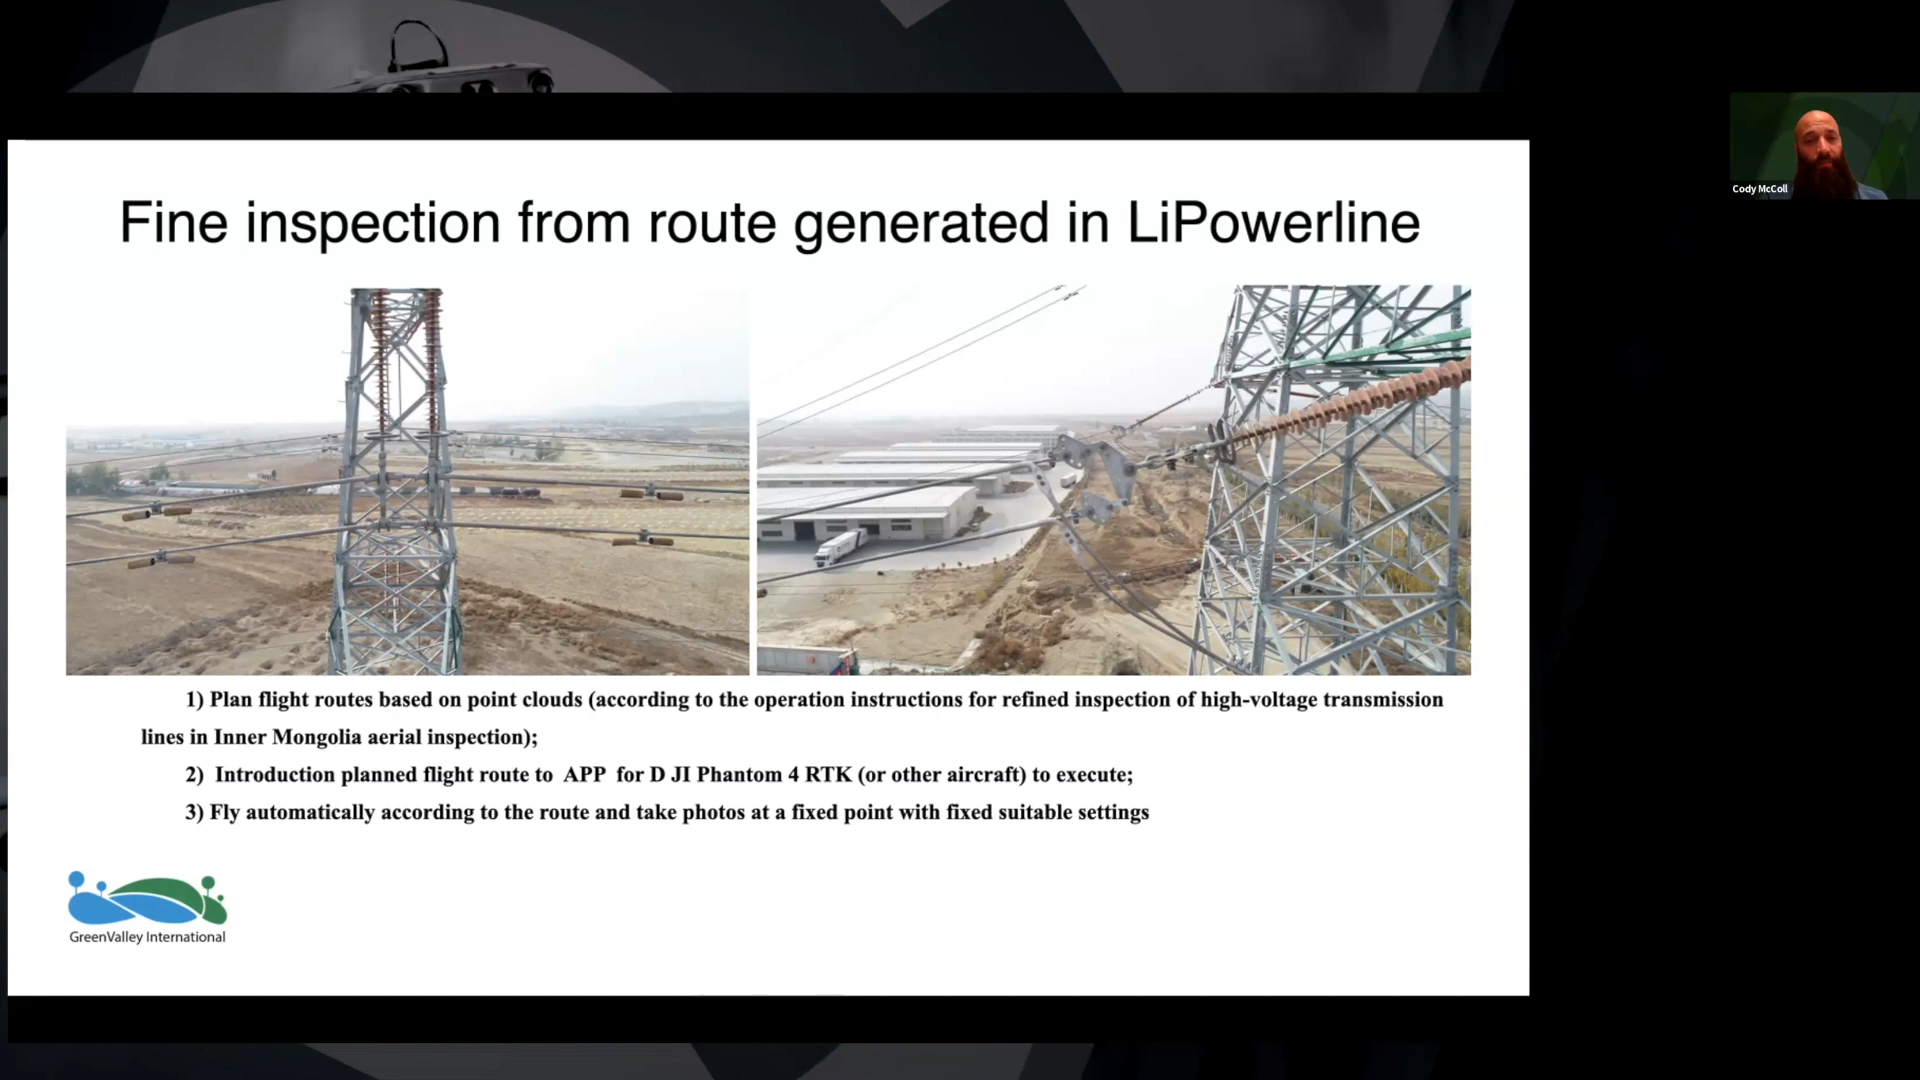 Fine inspection from route generated in LiPowerline
Cody McColl
1) Plan flight routes based on point clouds (according to the operation instructions for refined inspection of high-voltage transmission
lines in Inner Mongolia aerial inspection);
2) Introduction planned flight route to APP for D JI Phantom 4 RTK (or other aircraft) to execute;
3) Fly automatically according to the route and take photos at a fixed point with fixed suitable settings
GreenValley International